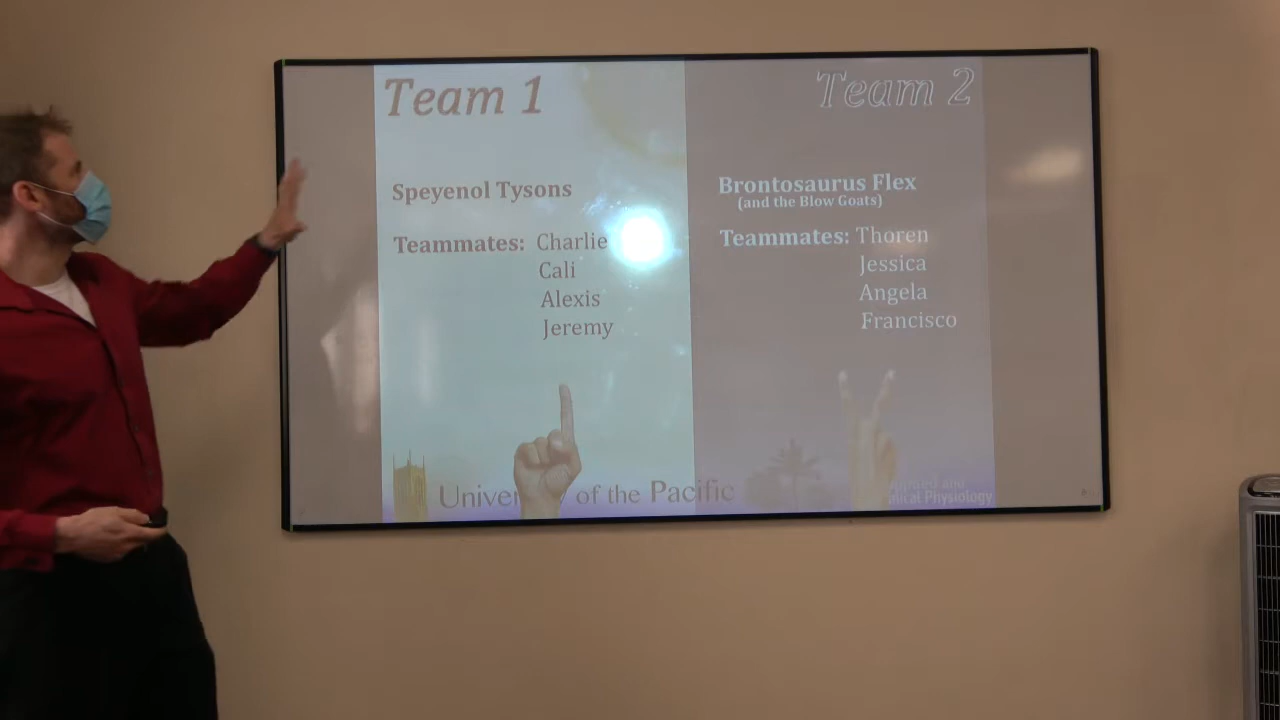 Team 1
Speyenol Tysons
Teammates: Charlie
Cali
Alexis
Jeremy
Team 2
Brontosaurus Flex
(and the Blow Goats)
Teammates: Thoren
Jessica
Angela
Francisco
of the Pacific
Physiology